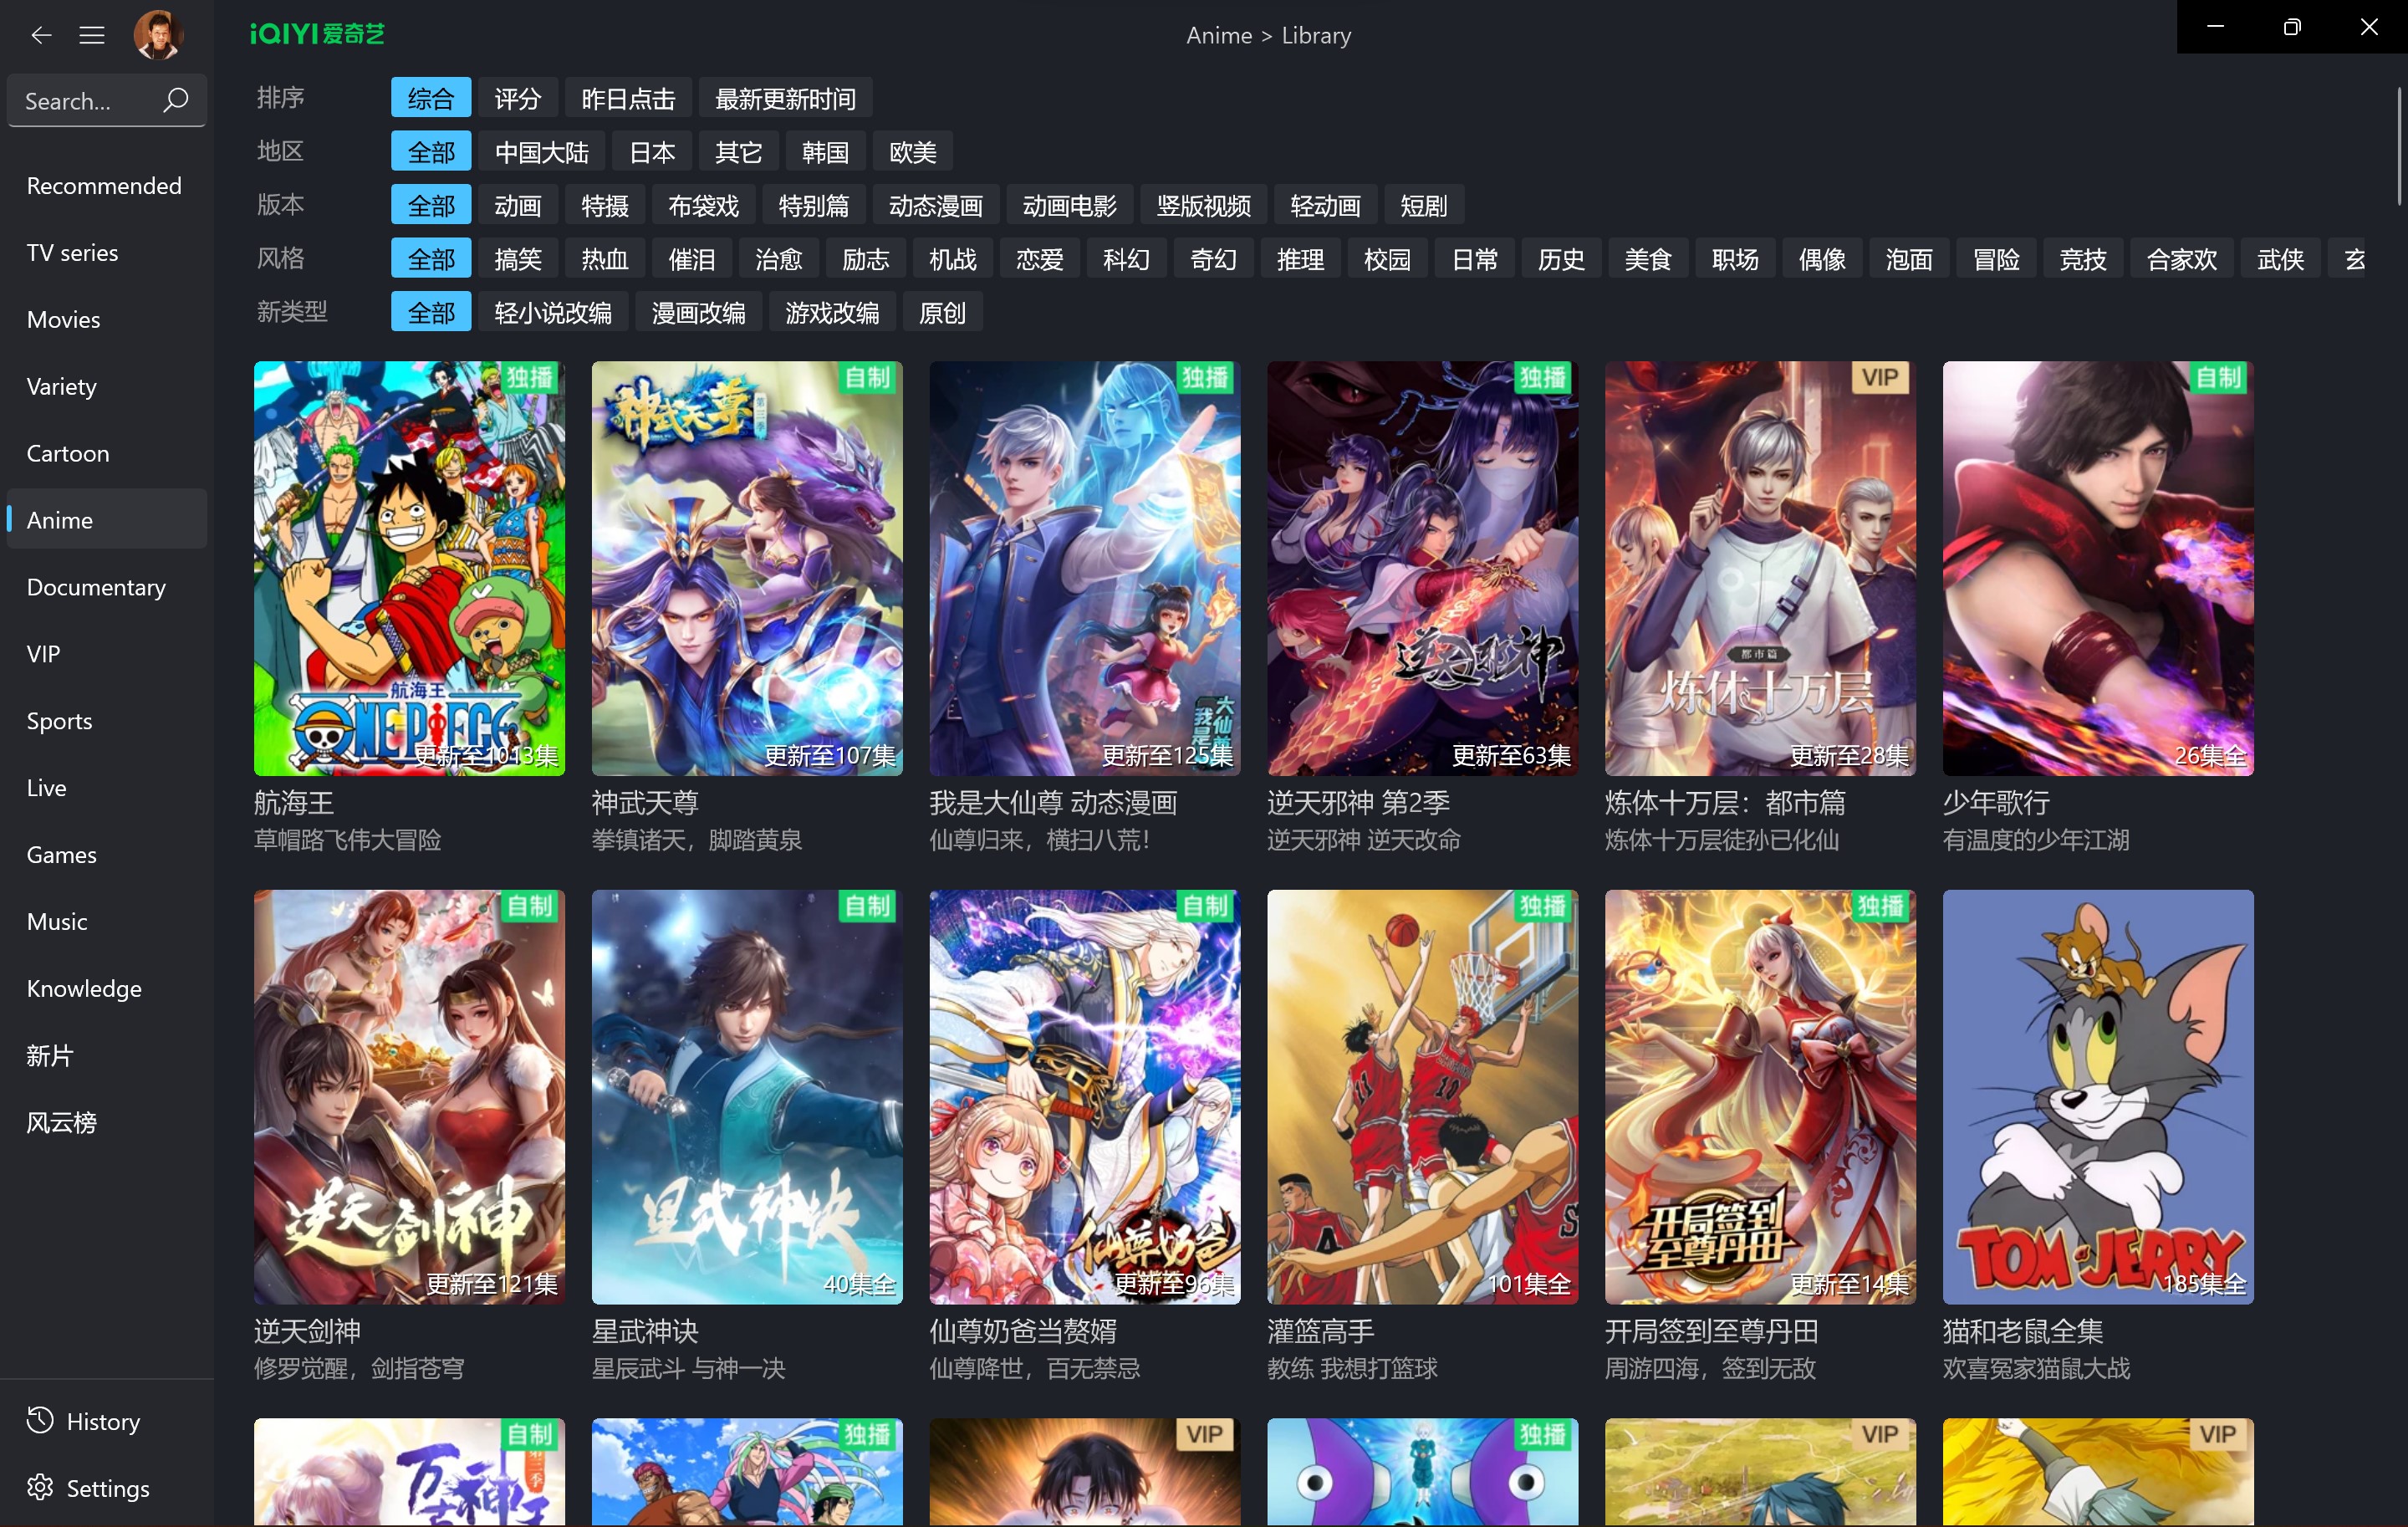 iQIYI 爱奇艺
Anime > Library
Search...
Recommended
TV series
Movies
Variety
Cartoon
Anime
Documentary
VIP
Sports
Live
Games
Music
Knowledge
新片
风云榜
History
Settings
排序 综合 评分 昨日点击 最新更新时间
地区 全部 中国大陆 日本 其它 韩国 欧美
版本 全部 动画 特摄 布袋戏 特别篇 动态漫画 动画电影 竖版视频 轻动画 短剧
风格 全部 搞笑 热血 催泪 治愈 励志 机战 恋爱 科幻 奇幻 推理 校园 日常 历史 美食 职场 偶像 泡面 冒险 竞技 合家欢 武侠 玄
新类型 全部 轻小说改编 漫画改编 游戏改编 原创
独播
航海王
ONE PIECE
更新至1013集
航海王
草帽路飞伟大冒险
自制
神武天尊
第三季
更新至107集
神武天尊
拳镇诸天，脚踏黄泉
独播
我是大仙尊
更新至125集
我是大仙尊 动态漫画
仙尊归来，横扫八荒！
独播
逆天邪神
更新至63集
逆天邪神 第2季
逆天邪神 逆天改命
VIP
都市篇
炼体十万层
更新至28集
炼体十万层：都市篇
炼体十万层徒孙已化仙
自制
26集全
少年歌行
有温度的少年江湖
自制
逆天剑神
更新至121集
逆天剑神
修罗觉醒，剑指苍穹
自制
星武神诀
40集全
星武神诀
星辰武斗 与神一决
自制
仙尊奶爸
更新至96集
仙尊奶爸当赘婿
仙尊降世，百无禁忌
独播
11
10
4
S
101集全
灌篮高手
教练 我想打篮球
独播
开局签到
至尊丹田
更新至14集
开局签到至尊丹田
周游四海，签到无敌
TOM AND JERRY
185集全
猫和老鼠全集
欢喜冤家猫鼠大战
自制
万古神王
第三季
独播
VIP
独播
VIP
VIP